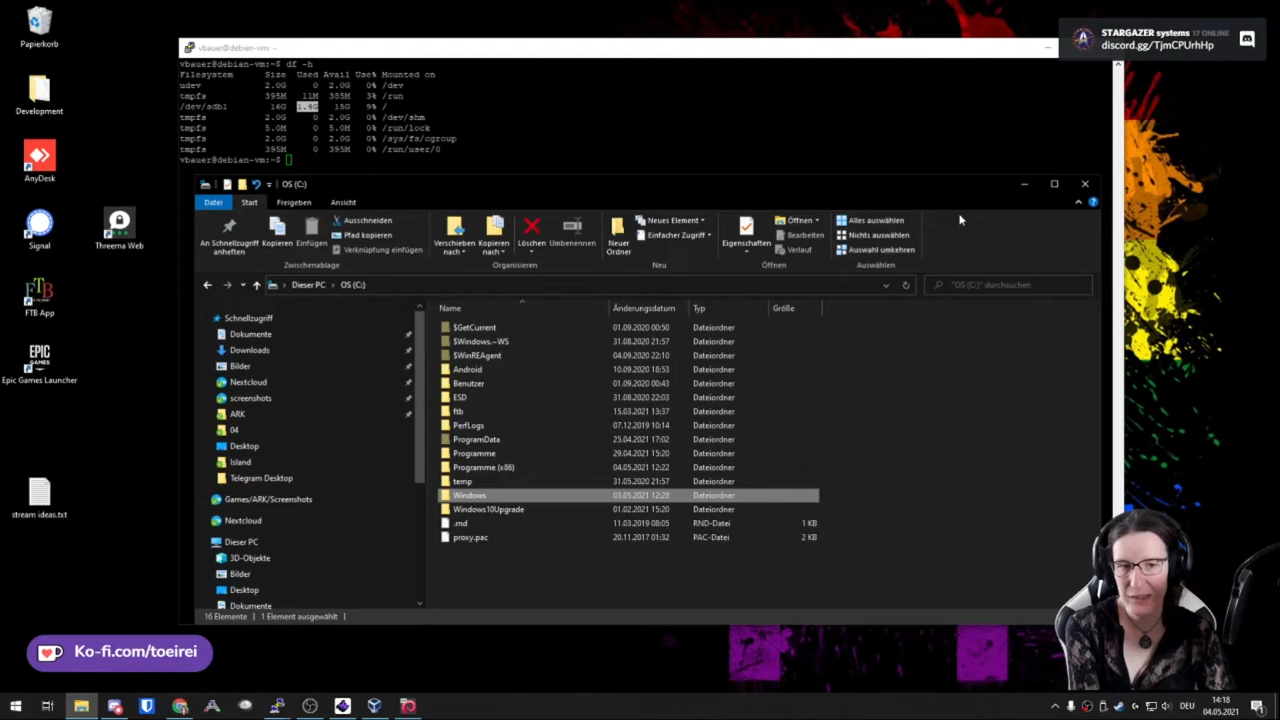 Papierkorb
Development
AnyDesk
Signal
Threema Web
FTB
FTB App
EPIC GAMES
Epic Games Launcher
stream ideas.txt
STARGAZER systems 17 ONLINE
discord.gg/TjmCPUrhHp
vbauer@debian-vm: ~
vbauer@debian-vm:~$ df -h
Filesystem Size Used Avail Use% Mounted on
udev 2.0G 0 2.0G 0% /dev
tmpfs 395M 11M 385M 3% /run
/dev/sdb1 16G 1.4G 15G 9% /
tmpfs 2.0G 0 2.0G 0% /dev/shm
tmpfs 5.0M 0 5.0M 0% /run/lock
tmpfs 2.0G 0 2.0G 0% /sys/fs/cgroup
tmpfs 395M 0 395M 0% /run/user/0
vbauer@debian-vm:~$
OS (C:)
Datei Start Freigeben Ansicht
An Schnellzugriff anheften
Kopieren
Einfügen
Ausschneiden
Pfad kopieren
Verknüpfung einfügen
Zwischenablage
Verschieben nach
Kopieren nach
Löschen
Umbenennen
Organisieren
Neuer Ordner
Neues Element
Einfacher Zugriff
Neu
Eigenschaften
Öffnen
Bearbeiten
Verlauf
Öffnen
Alles auswählen
Nichts auswählen
Auswahl umkehren
Auswählen
Dieser PC > OS (C:)
"OS (C:)" durchsuchen
Schnellzugriff
Dokumente
Downloads
Bilder
Nextcloud
screenshots
ARK
04
Desktop
Island
Telegram Desktop
Games/ARK/Screenshots
Nextcloud
Dieser PC
3D-Objekte
Bilder
Desktop
Dokumente
Name Änderungsdatum Typ Größe
$GetCurrent 01.09.2020 00:50 Dateiordner
$Windows.~WS 31.08.2020 21:57 Dateiordner
$WinREAgent 04.09.2020 22:10 Dateiordner
Android 10.09.2020 18:53 Dateiordner
Benutzer 01.09.2020 00:43 Dateiordner
ESD 31.08.2020 22:03 Dateiordner
ftb 15.03.2021 13:37 Dateiordner
PerfLogs 07.12.2019 10:14 Dateiordner
ProgramData 25.04.2021 17:02 Dateiordner
Programme 29.04.2021 15:20 Dateiordner
Programme (x86) 04.05.2021 12:22 Dateiordner
temp 31.05.2020 21:57 Dateiordner
Windows 03.05.2021 12:28 Dateiordner
Windows10Upgrade 01.02.2021 15:20 Dateiordner
.rnd 11.03.2019 08:05 RND-Datei 1 KB
proxy.pac 20.11.2017 01:32 PAC-Datei 2 KB
16 Elemente 1 Element ausgewählt
Ko-fi.com/toeirei
DEU
14:18
04.05.2021